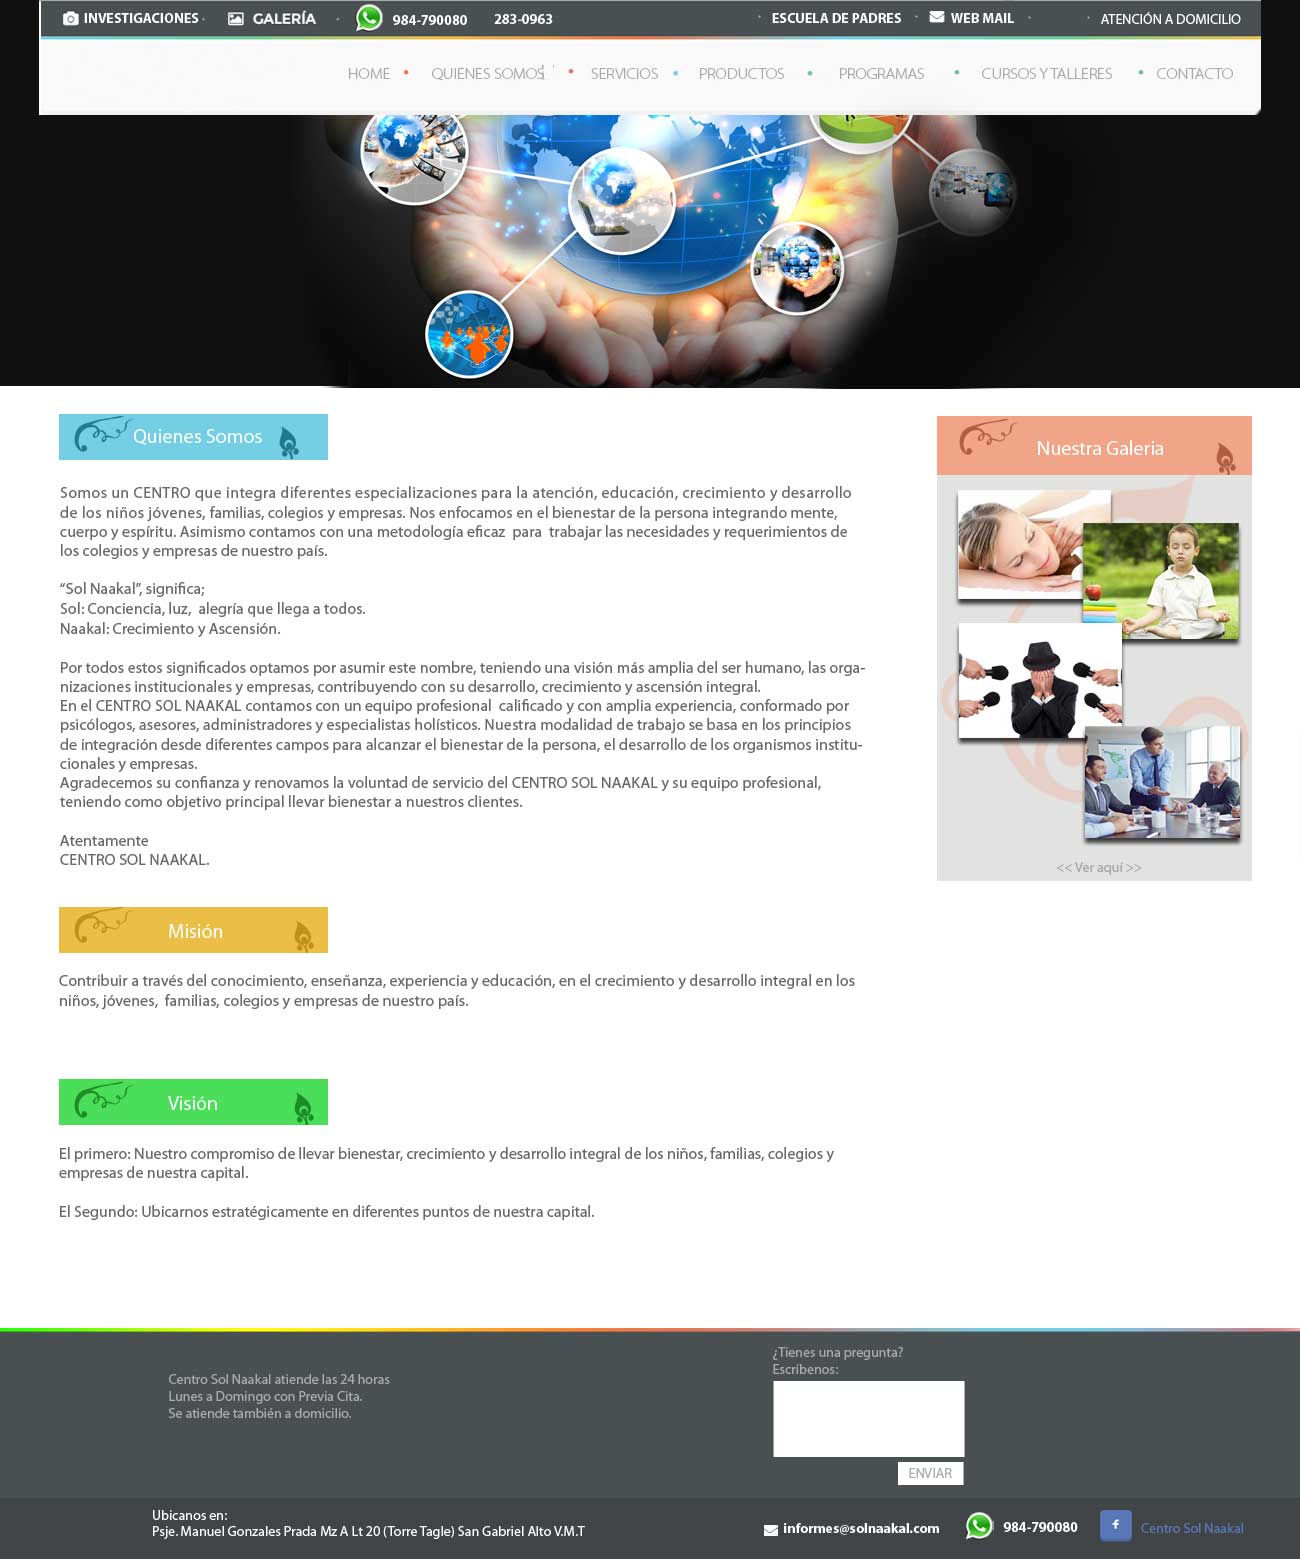 INVESTIGACIONES GALERÍA 984-790080 283-0963 ESCUELA DE PADRES WEB MAIL ATENCIÓN A DOMICILIO
HOME QUIENES SOMOS SERVICIOS PRODUCTOS PROGRAMAS CURSOS Y TALLERES CONTACTO
Quienes Somos
Somos un CENTRO que integra diferentes especializaciones para la atención, educación, crecimiento y desarrollo
de los niños jóvenes, familias, colegios y empresas. Nos enfocamos en el bienestar de la persona integrando mente,
cuerpo y espíritu. Asimismo contamos con una metodología eficaz para trabajar las necesidades y requerimientos de
los colegios y empresas de nuestro país.
“Sol Naakal”, significa;
Sol: Conciencia, luz, alegría que llega a todos.
Naakal: Crecimiento y Ascensión.
Por todos estos significados optamos por asumir este nombre, teniendo una visión más amplia del ser humano, las orga-
nizaciones institucionales y empresas, contribuyendo con su desarrollo, crecimiento y ascensión integral.
En el CENTRO SOL NAAKAL contamos con un equipo profesional calificado y con amplia experiencia, conformado por
psicólogos, asesores, administradores y especialistas holísticos. Nuestra modalidad de trabajo se basa en los principios
de integración desde diferentes campos para alcanzar el bienestar de la persona, el desarrollo de los organismos institu-
cionales y empresas.
Agradecemos su confianza y renovamos la voluntad de servicio del CENTRO SOL NAAKAL y su equipo profesional,
teniendo como objetivo principal llevar bienestar a nuestros clientes.
Atentamente
CENTRO SOL NAAKAL.
Nuestra Galeria
<< Ver aquí >>
Misión
Contribuir a través del conocimiento, enseñanza, experiencia y educación, en el crecimiento y desarrollo integral en los
niños, jóvenes, familias, colegios y empresas de nuestro país.
Visión
El primero: Nuestro compromiso de llevar bienestar, crecimiento y desarrollo integral de los niños, familias, colegios y
empresas de nuestra capital.
El Segundo: Ubicarnos estratégicamente en diferentes puntos de nuestra capital.
Centro Sol Naakal atiende las 24 horas
Lunes a Domingo con Previa Cita.
Se atiende también a domicilio.
¿Tienes una pregunta?
Escríbenos:
ENVIAR
Ubicanos en:
Psje. Manuel Gonzales Prada Mz A Lt 20 (Torre Tagle) San Gabriel Alto V.M.T
informes@solnaakal.com 984-790080 Centro Sol Naakal